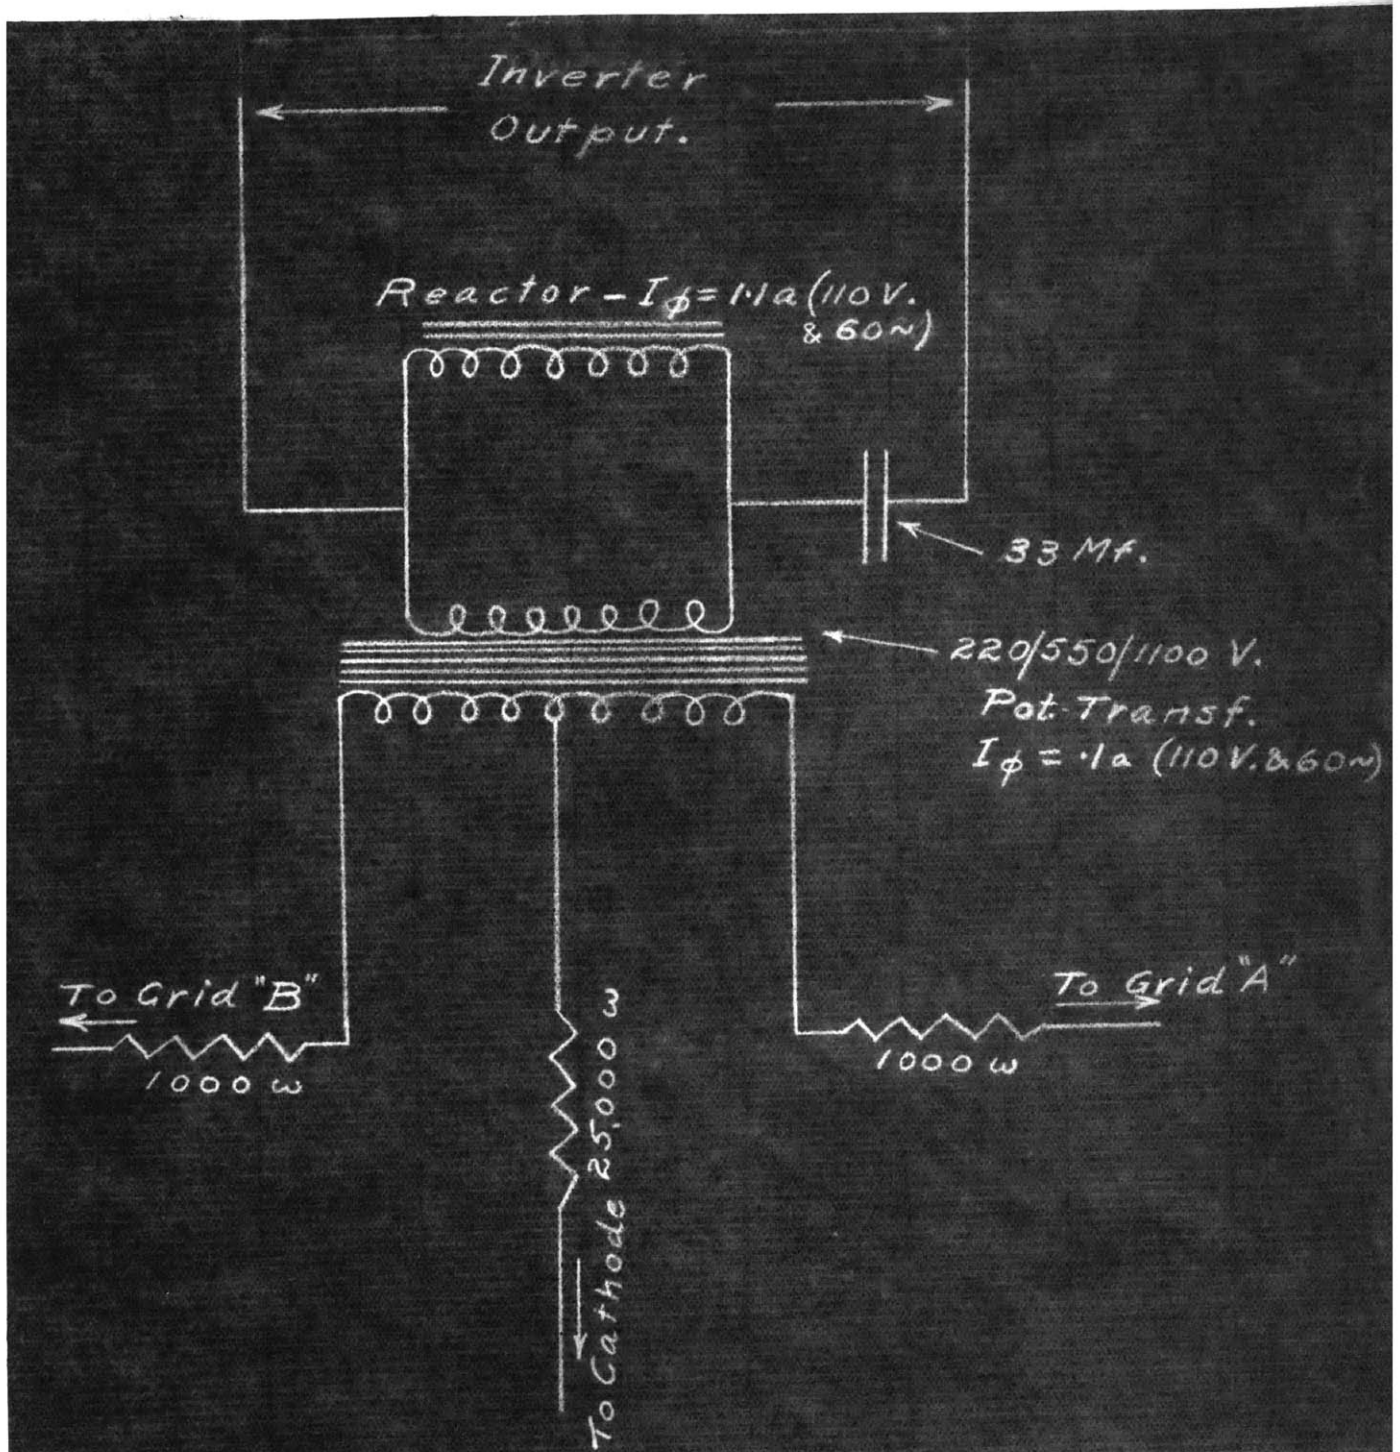 Inverter
Output.
Reactor - Iϕ = 1.1a (110 V.
& 60~)
33 Mf.
220/550/1100 V.
Pot. Transf.
Iϕ = .1a (110 V. & 60~)
To Grid "B"
1000 ω
To Cathode 25,000 ω
To Grid "A"
1000 ω